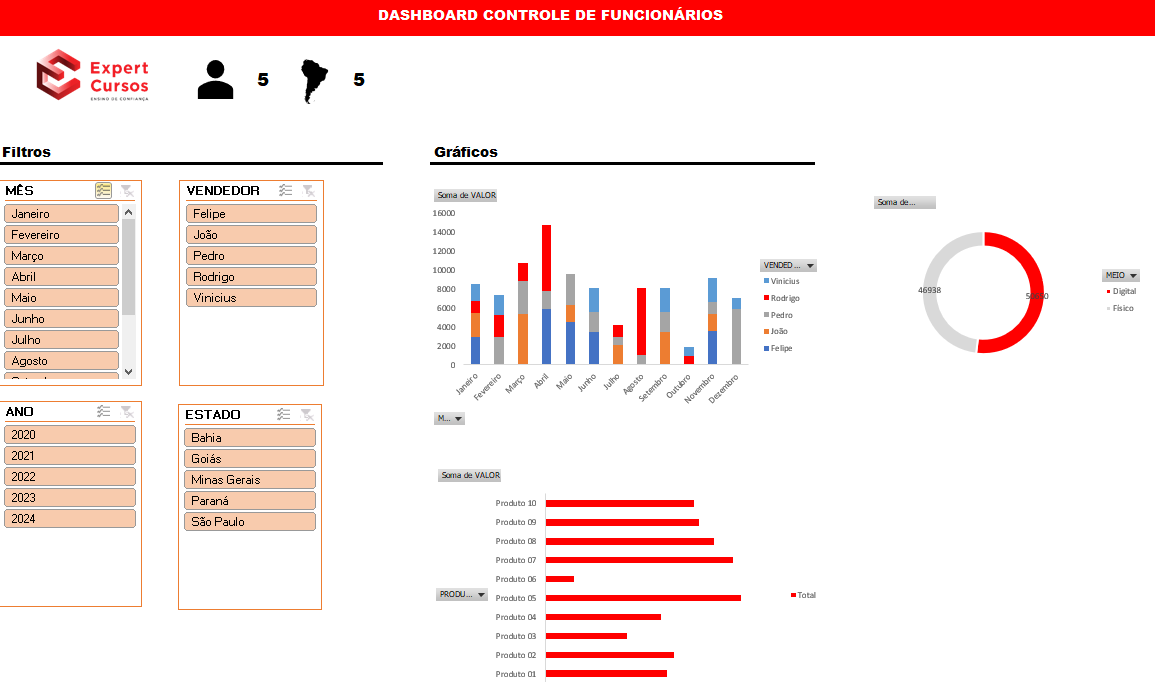 DASHBOARD CONTROLE DE FUNCIONÁRIOS
Expert
Cursos
ENSINO DE CONFIANÇA
5
5
Filtros
Gráficos
MÊS
Janeiro
Fevereiro
Março
Abril
Maio
Junho
Julho
Agosto
VENDEDOR
Felipe
João
Pedro
Rodrigo
Vinicius
ANO
2020
2021
2022
2023
2024
ESTADO
Bahia
Goiás
Minas Gerais
Paraná
São Paulo
Soma de VALOR
16000
14000
12000
10000
8000
6000
4000
2000
0
Janeiro
Fevereiro
Março
Abril
Maio
Junho
Julho
Agosto
Setembro
Outubro
Novembro
Dezembro
VENDED...
Vinicius
Rodrigo
Pedro
João
Felipe
M...
Soma de...
46938
MEIO
Digital
Físico
Soma de VALOR
Produto 10
Produto 09
Produto 08
Produto 07
Produto 06
Produto 05
Produto 04
Produto 03
Produto 02
Produto 01
PRODU...
Total